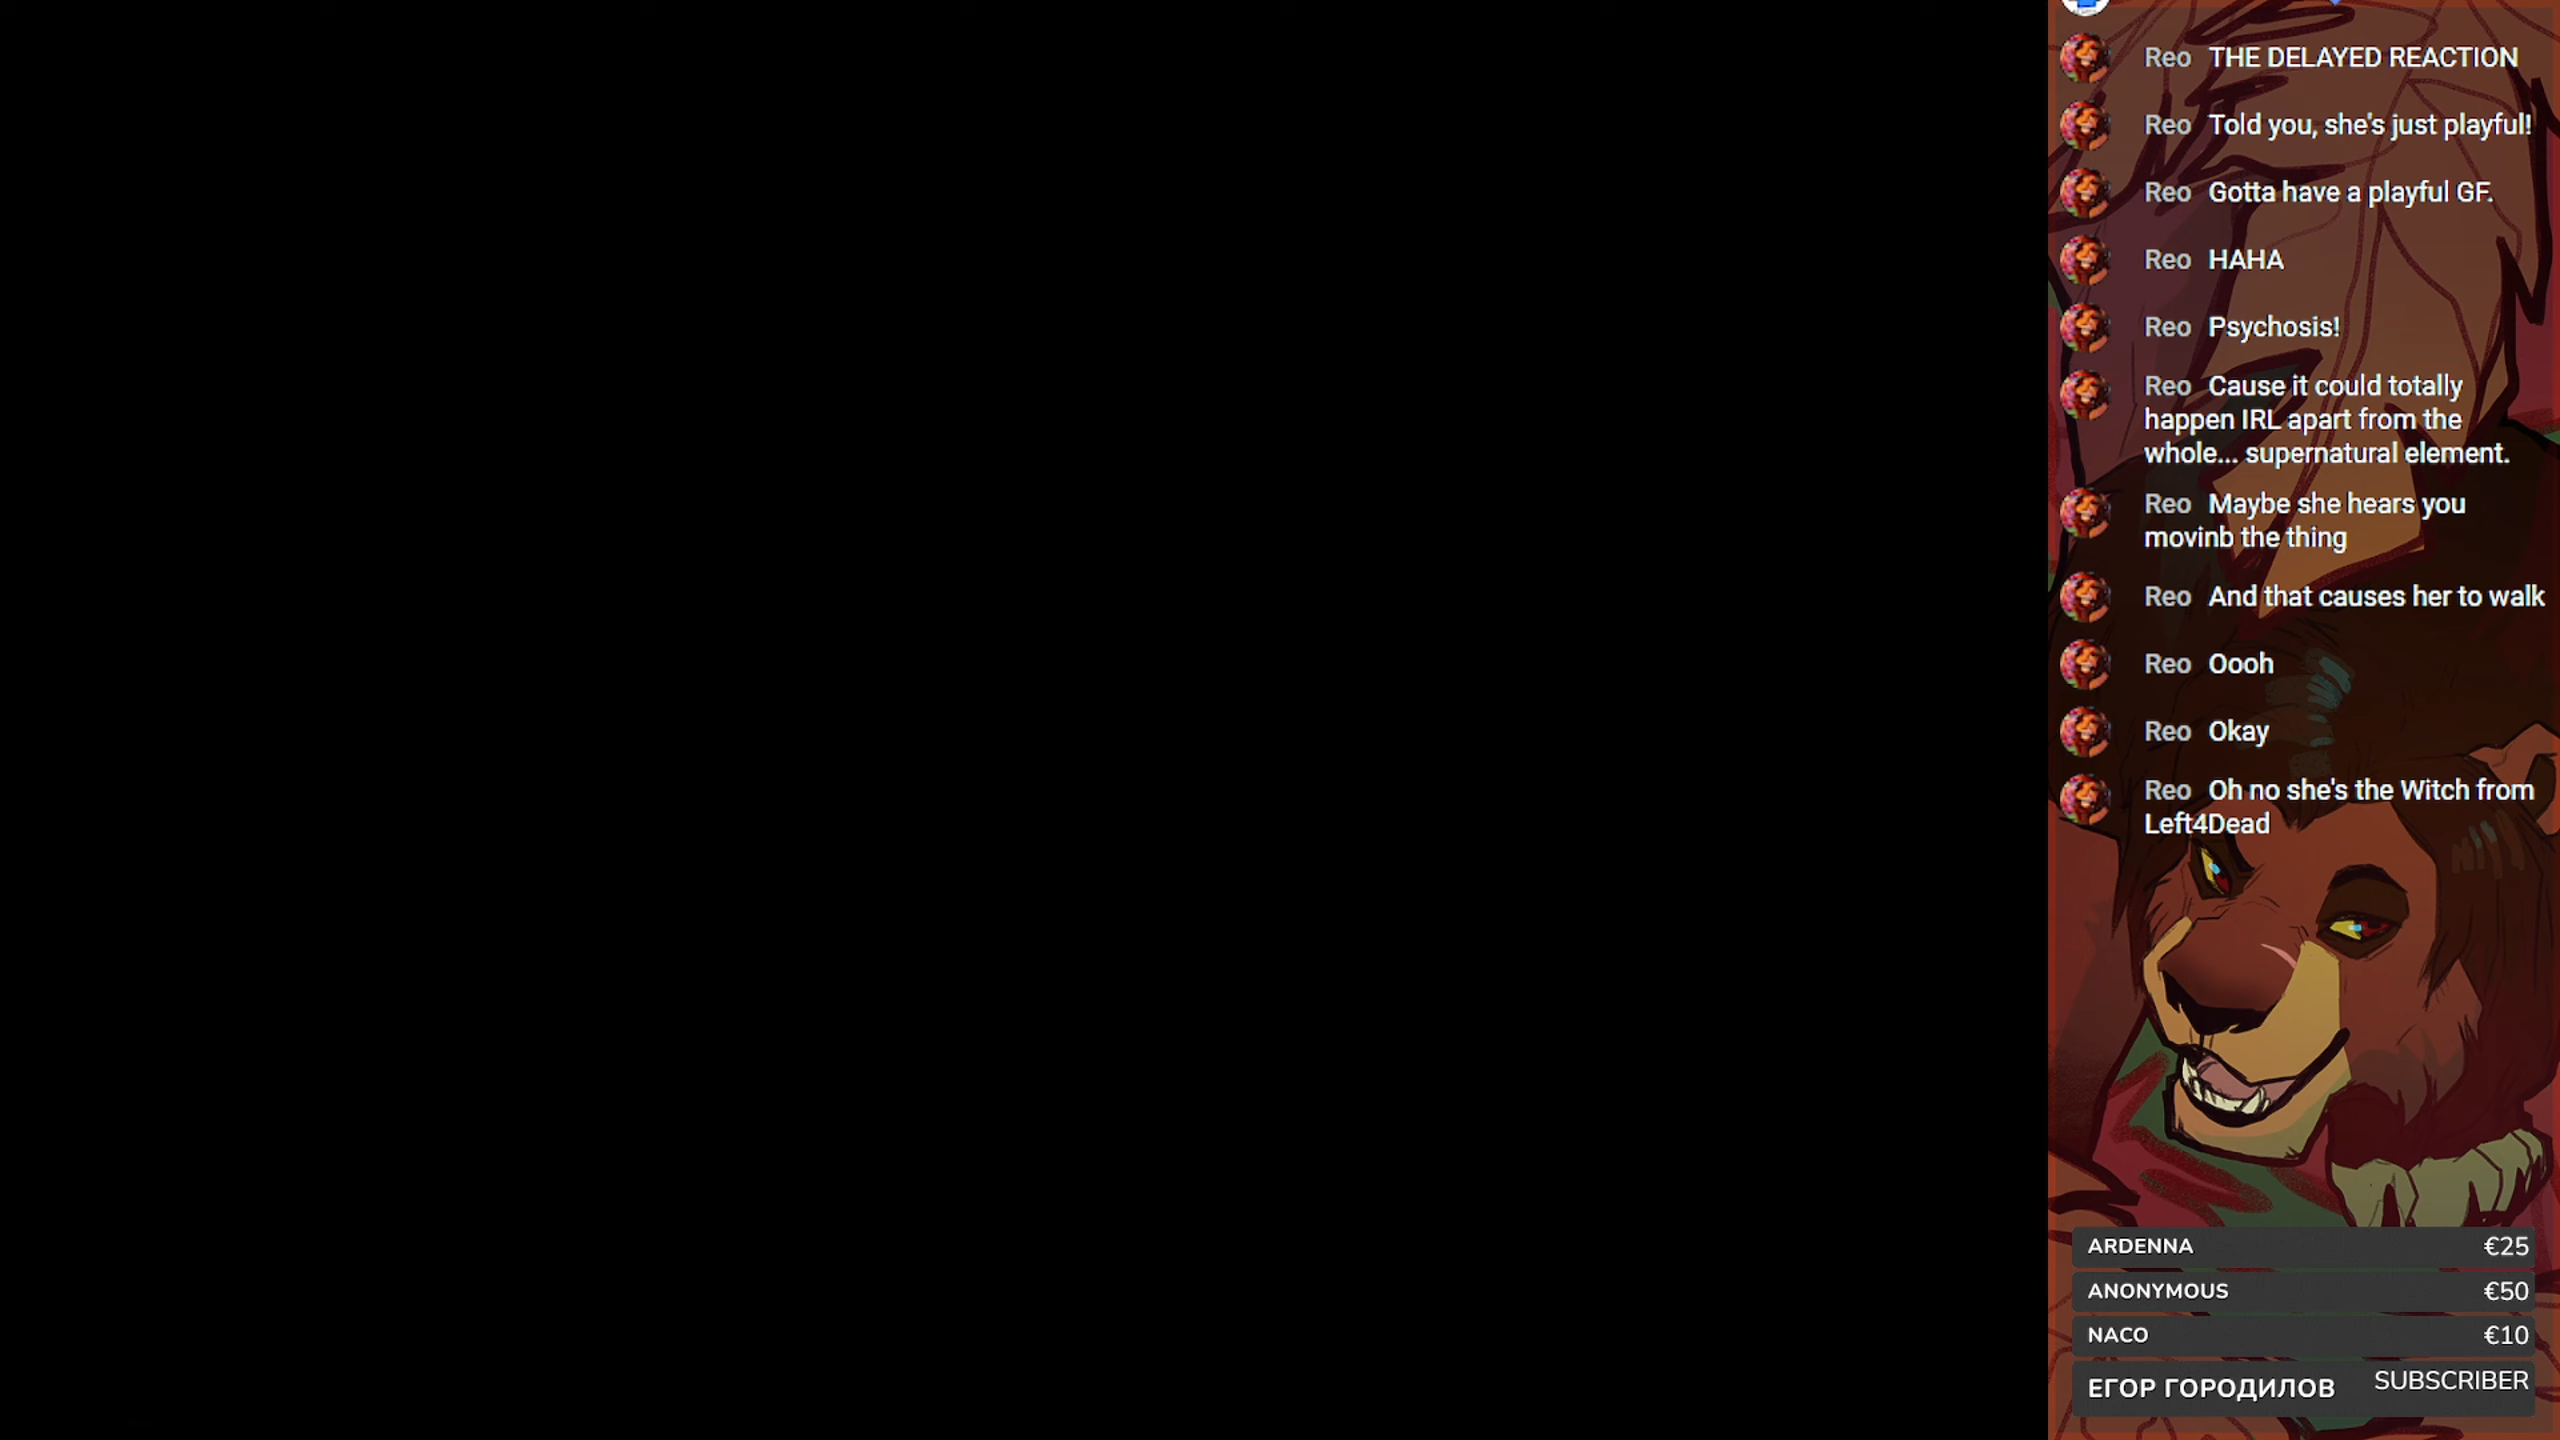 Reo THE DELAYED REACTION
Reo Told you, she's just playful!
Reo Gotta have a playful GF.
Reo HAHA
Reo Psychosis!
Reo Cause it could totally
happen IRL apart from the
whole... supernatural element.
Reo Maybe she hears you
movinb the thing
Reo And that causes her to walk
Reo Oooh
Reo Okay
Reo Oh no she's the Witch from
Left4Dead
ARDENNA €25
ANONYMOUS €50
NACO €10
ЕГОР ГОРОДИЛОВ SUBSCRIBER